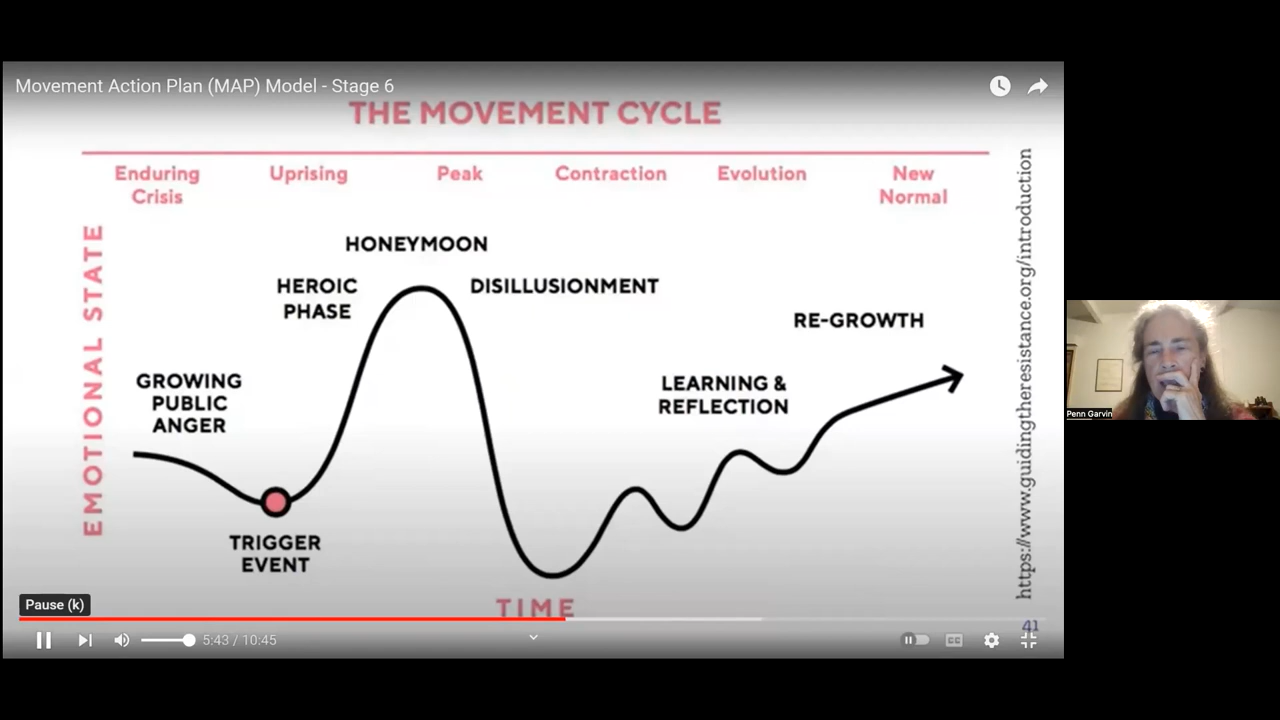 Movement Action Plan (MAP) Model - Stage 6
THE MOVEMENT CYCLE
Enduring
Crisis
Uprising
Peak
Contraction
Evolution
New
Normal
EMOTIONAL STATE
HONEYMOON
HEROIC
PHASE
DISILLUSIONMENT
RE-GROWTH
GROWING
PUBLIC
ANGER
LEARNING &
REFLECTION
TRIGGER
EVENT
TIME
https://www.guidingtheresistance.org/introduction
41
Pause (k)
5:43 / 10:45
CC
Penn Garvin